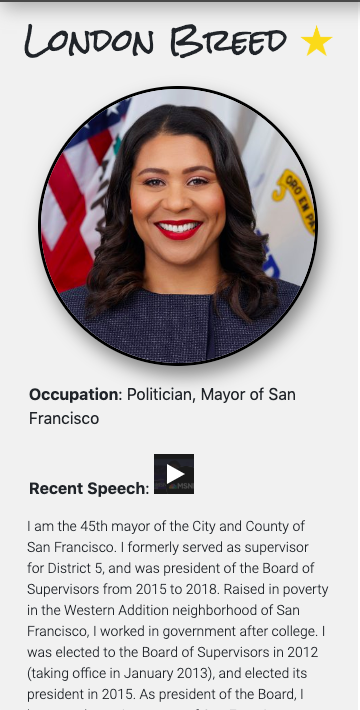 London Breed
Occupation: Politician, Mayor of San
Francisco
Recent Speech:
I am the 45th mayor of the City and County of
San Francisco. I formerly served as supervisor
for District 5, and was president of the Board of
Supervisors from 2015 to 2018. Raised in poverty
in the Western Addition neighborhood of San
Francisco, I worked in government after college. I
was elected to the Board of Supervisors in 2012
(taking office in January 2013), and elected its
president in 2015. As president of the Board, I